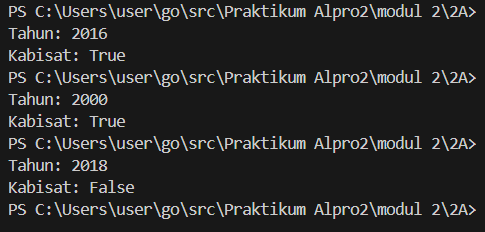 PS C:\Users\user\go\src\Praktikum Alpro2\modul 2\2A>
Tahun: 2016
Kabisat: True
PS C:\Users\user\go\src\Praktikum Alpro2\modul 2\2A>
Tahun: 2000
Kabisat: True
PS C:\Users\user\go\src\Praktikum Alpro2\modul 2\2A>
Tahun: 2018
Kabisat: False
PS C:\Users\user\go\src\Praktikum Alpro2\modul 2\2A>